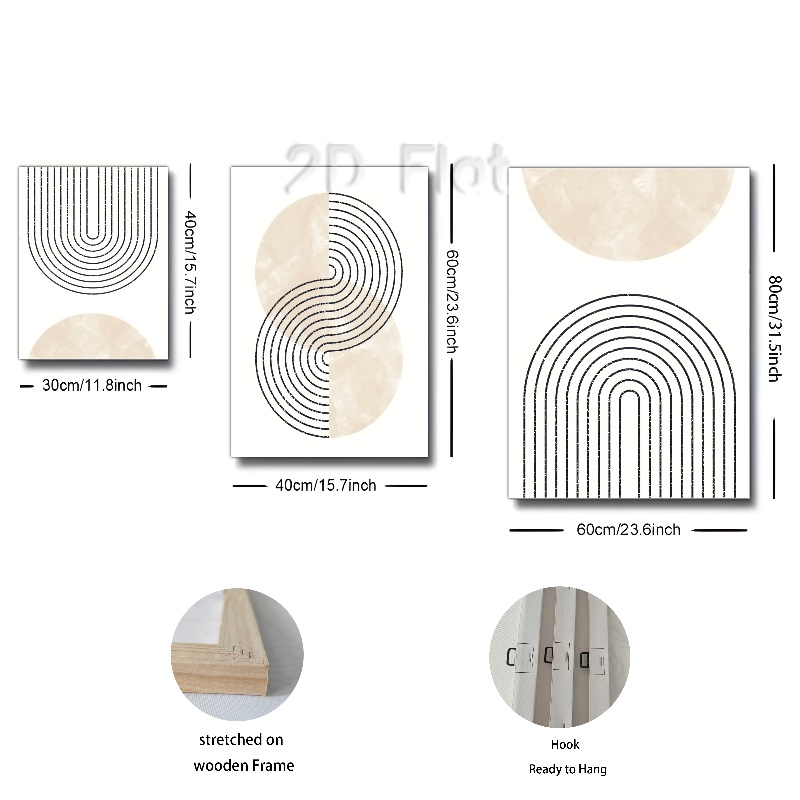 2D Flat
40cm/15.7inch
30cm/11.8inch
60cm/23.6inch
40cm/15.7inch
80cm/31.5inch
60cm/23.6inch
stretched on
wooden Frame
Hook
Ready to Hang